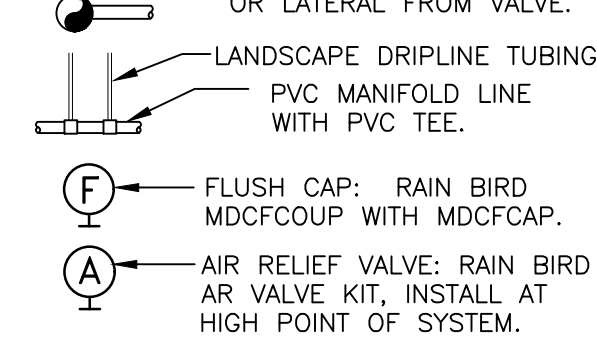 OR LATERAL FROM VALVE.
LANDSCAPE DRIPLINE TUBING
PVC MANIFOLD LINE
WITH PVC TEE.
F
FLUSH CAP: RAIN BIRD
MDCFCOUP WITH MDCFCAP.
A
AIR RELIEF VALVE: RAIN BIRD
AR VALVE KIT, INSTALL AT
HIGH POINT OF SYSTEM.